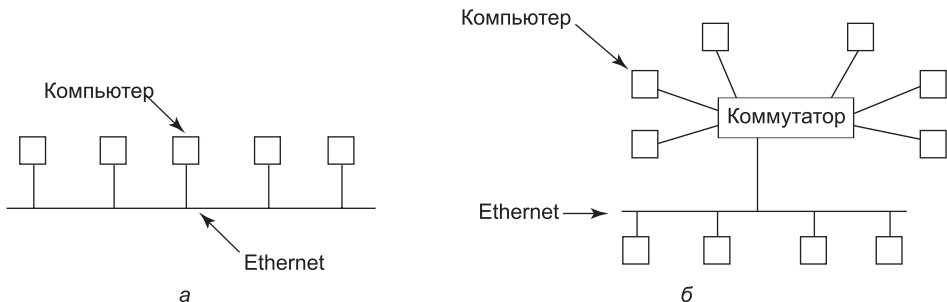 Компьютер
Ethernet
а
Компьютер
Коммутатор
Ethernet
б